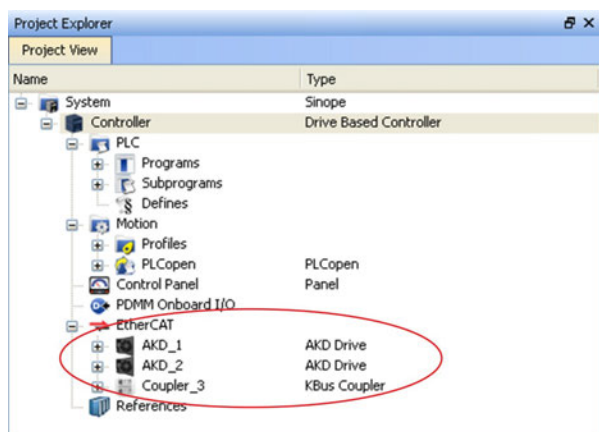 Project Explorer
Project View
Name Type
System Sinope
Controller Drive Based Controller
PLC
Programs
Subprograms
Defines
Motion
Profiles
PLCopen PLCopen
Control Panel Panel
PDMM Onboard I/O
EtherCAT
AKD_1 AKD Drive
AKD_2 AKD Drive
Coupler_3 KBus Coupler
References